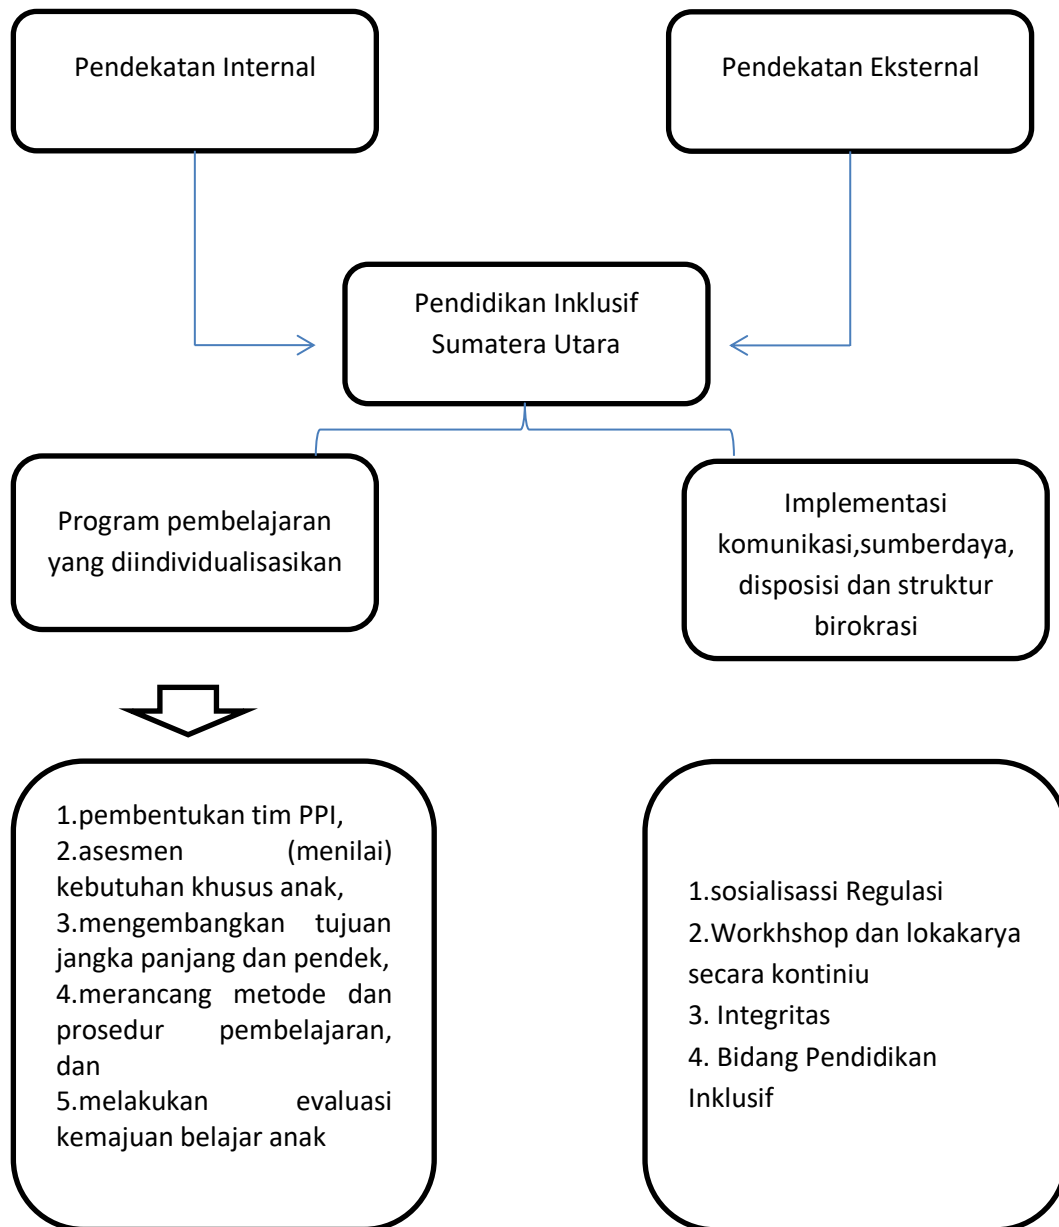 Pendekatan Internal
Pendekatan Eksternal
Pendidikan Inklusif
Sumatera Utara
Program pembelajaran
yang diindividualisasikan
Implementasi
komunikasi,sumberdaya,
disposisi dan struktur
birokrasi
1.pembentukan tim PPI,
2.asesmen (menilai)
kebutuhan khusus anak,
3.mengembangkan tujuan
jangka panjang dan pendek,
4.merancang metode dan
prosedur pembelajaran,
dan
5.melakukan evaluasi
kemajuan belajar anak
1.sosialisassi Regulasi
2.Workhshop dan lokakarya
secara kontiniu
3. Integritas
4. Bidang Pendidikan
Inklusif